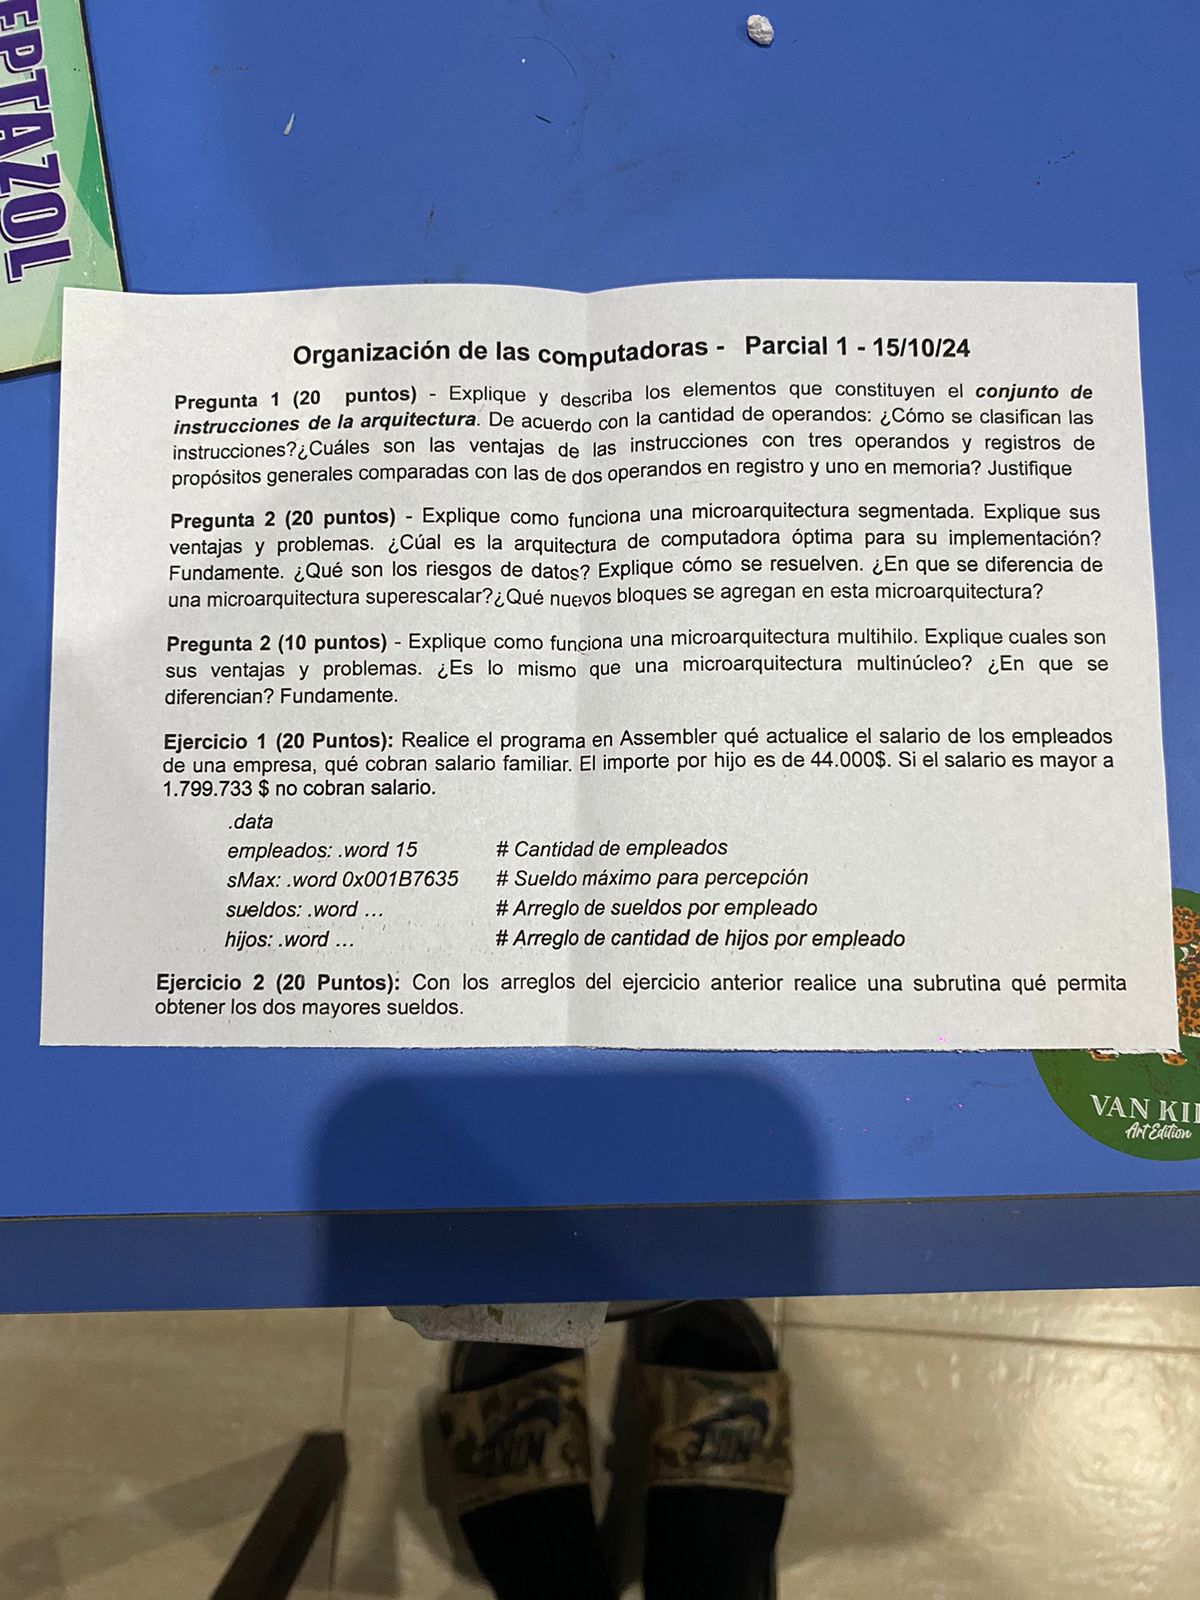 EPTAZOL
Organización de las computadoras - Parcial 1 - 15/10/24
Pregunta 1 (20 puntos) - Explique y describa los elementos que constituyen el conjunto de
instrucciones de la arquitectura. De acuerdo con la cantidad de operandos: ¿Cómo se clasifican las
instrucciones?¿Cuáles son las ventajas de las instrucciones con tres operandos y registros de
propósitos generales comparadas con las de dos operandos en registro y uno en memoria? Justifique
Pregunta 2 (20 puntos) - Explique como funciona una microarquitectura segmentada. Explique sus
ventajas y problemas. ¿Cúal es la arquitectura de computadora óptima para su implementación?
Fundamente. ¿Qué son los riesgos de datos? Explique cómo se resuelven. ¿En que se diferencia de
una microarquitectura superescalar?¿Qué nuevos bloques se agregan en esta microarquitectura?
Pregunta 2 (10 puntos) - Explique como funciona una microarquitectura multihilo. Explique cuales son
sus ventajas y problemas. ¿Es lo mismo que una microarquitectura multinúcleo? ¿En que se
diferencian? Fundamente.
Ejercicio 1 (20 Puntos): Realice el programa en Assembler qué actualice el salario de los empleados
de una empresa, qué cobran salario familiar. El importe por hijo es de 44.000$. Si el salario es mayor a
1.799.733 $ no cobran salario.
.data
empleados: .word 15 # Cantidad de empleados
sMax: .word 0x001B7635 # Sueldo máximo para percepción
sueldos: .word ... # Arreglo de sueldos por empleado
hijos: .word ... # Arreglo de cantidad de hijos por empleado
Ejercicio 2 (20 Puntos): Con los arreglos del ejercicio anterior realice una subrutina qué permita
obtener los dos mayores sueldos.
VAN KI
Art Edition